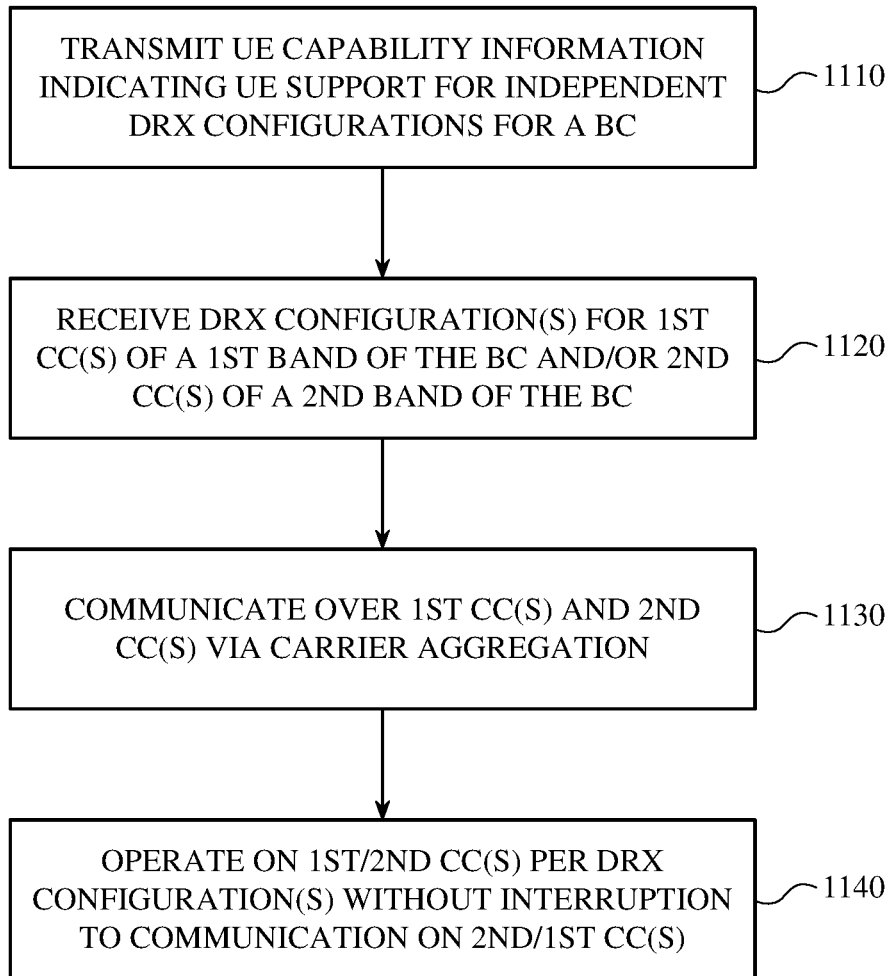 TRANSMIT UE CAPABILITY INFORMATION
INDICATING UE SUPPORT FOR INDEPENDENT
DRX CONFIGURATIONS FOR A BC
1110
RECEIVE DRX CONFIGURATION(S) FOR 1ST
CC(S) OF A 1ST BAND OF THE BC AND/OR 2ND
CC(S) OF A 2ND BAND OF THE BC
1120
COMMUNICATE OVER 1ST CC(S) AND 2ND
CC(S) VIA CARRIER AGGREGATION
1130
OPERATE ON 1ST/2ND CC(S) PER DRX
CONFIGURATION(S) WITHOUT INTERRUPTION
TO COMMUNICATION ON 2ND/1ST CC(S)
1140